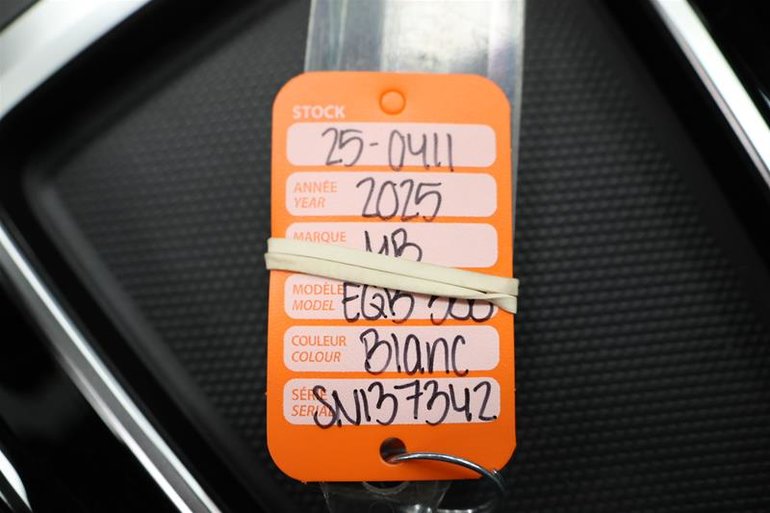 STOCK
25-0411
ANNÉE
YEAR 2025
MARQUE
MB
MODÈLE
MODEL EQB
COULEUR
COLOUR Blanc
SÉRIE
SERIAL SN137342